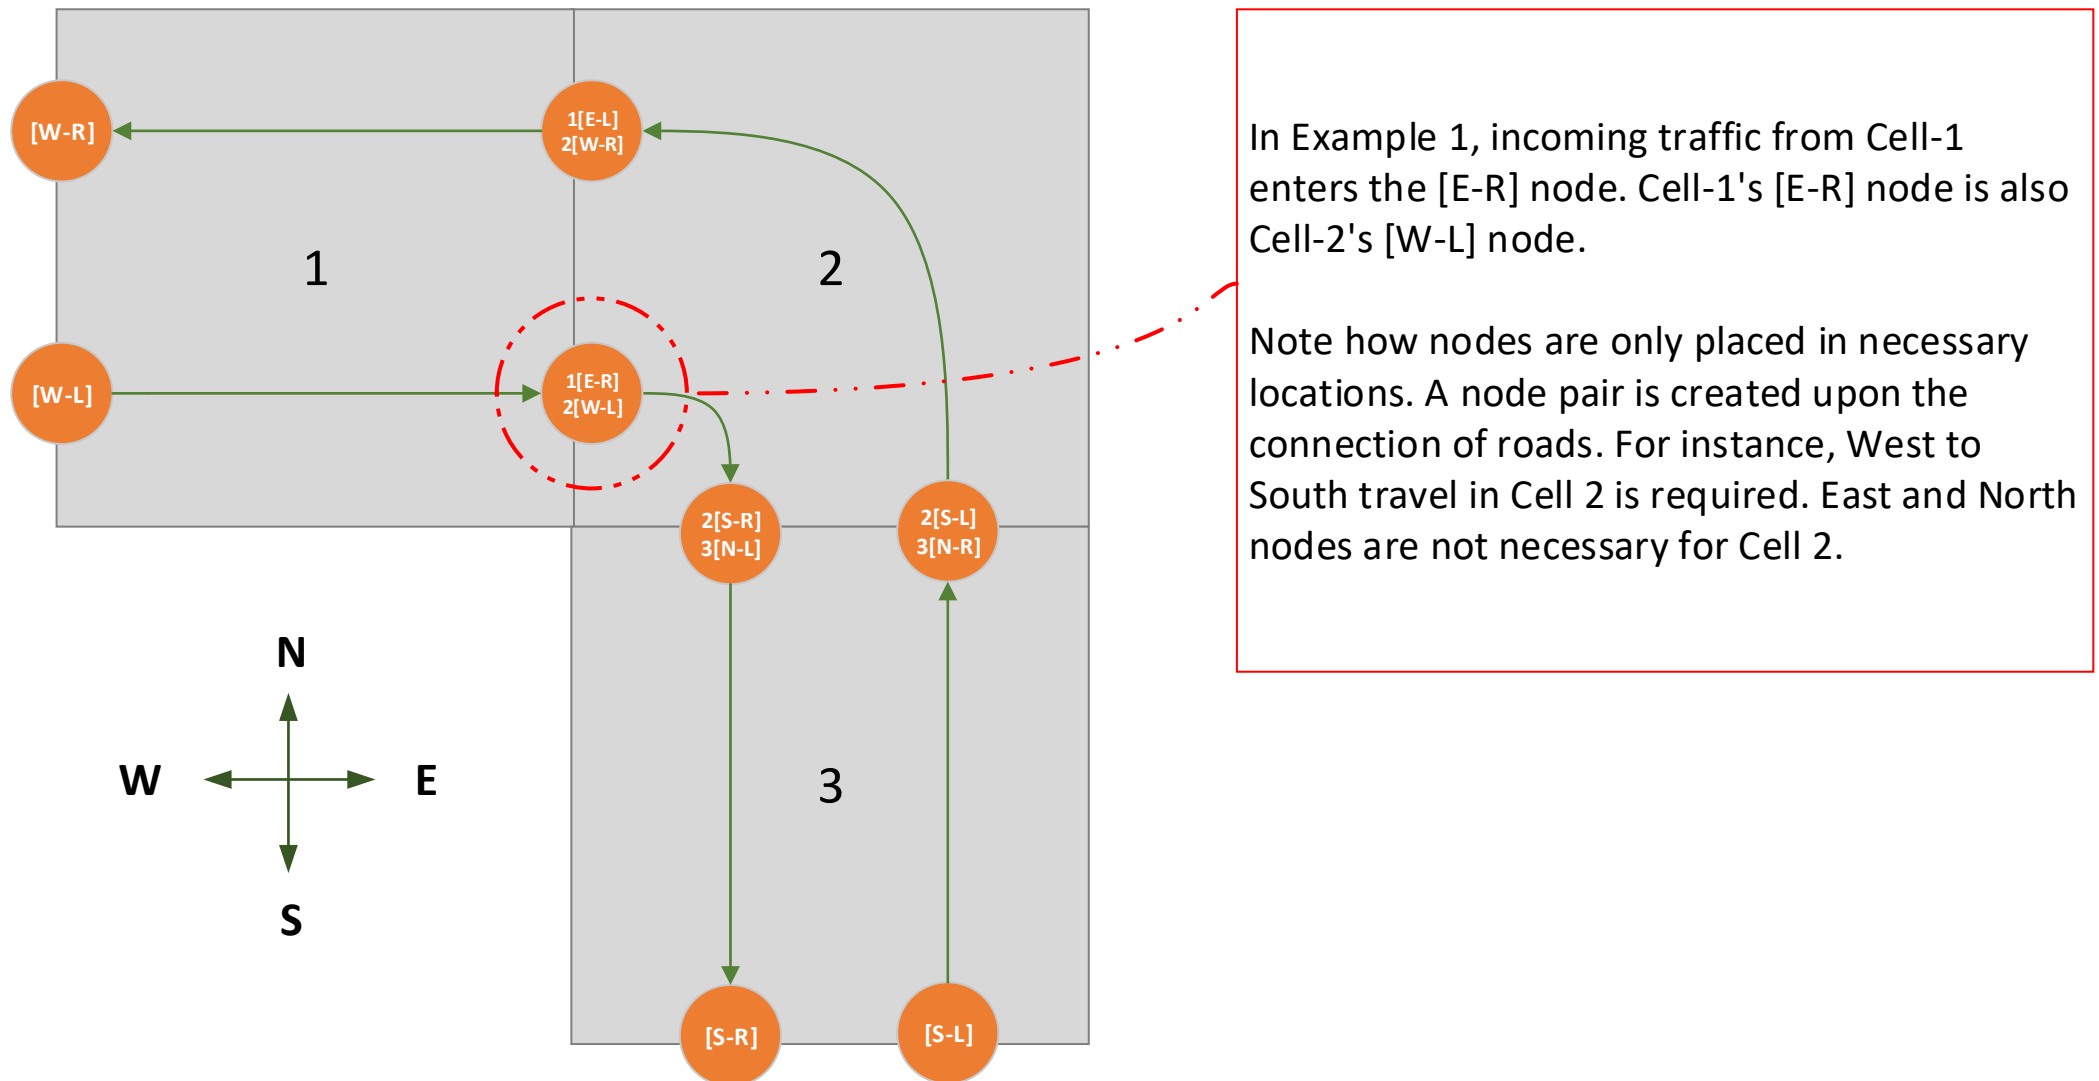 [W-R]
1[E-L]
2[W-R]
1
2
[W-L]
1[E-R]
2[W-L]
2[S-R]
3[N-L]
2[S-L]
3[N-R]
3
[S-R]
[S-L]
N
W
E
S
In Example 1, incoming traffic from Cell-1
enters the [E-R] node. Cell-1's [E-R] node is also
Cell-2's [W-L] node.
Note how nodes are only placed in necessary
locations. A node pair is created upon the
connection of roads. For instance, West to
South travel in Cell 2 is required. East and North
nodes are not necessary for Cell 2.